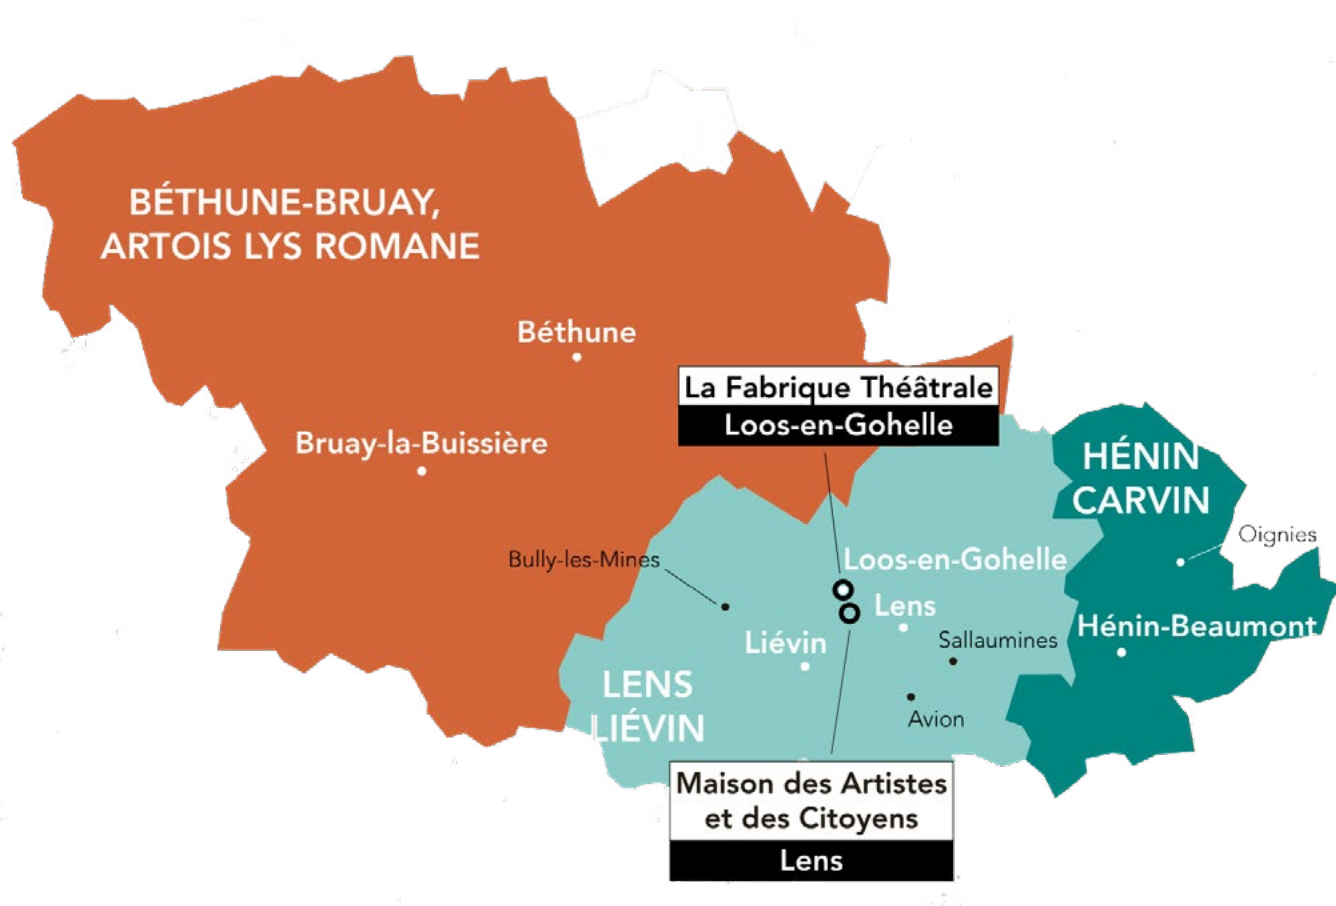 BÉTHUNE-BRUAY,
ARTOIS LYS ROMANE
Béthune
La Fabrique Théâtrale
Loos-en-Gohelle
Bruay-la-Buissière
HÉNIN
CARVIN
Oignies
Bully-les-Mines
Loos-en-Gohelle
Lens
Hénin-Beaumont
Liévin
Sallaumines
LENS
LIÉVIN
Avion
Maison des Artistes
et des Citoyens
Lens